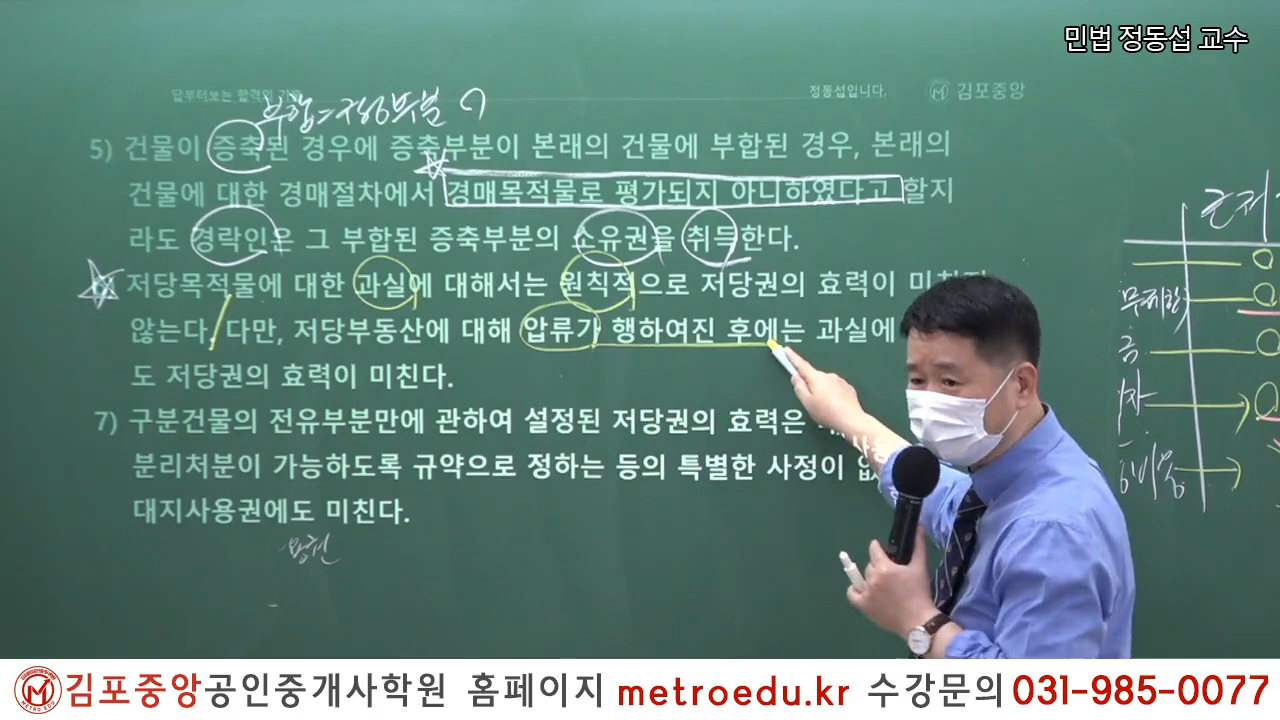 민법 정동섭 교수
답부터보는 합격의
정동섭입니다.
김포중앙
5) 건물이 증축된 경우에 증축부분이 본래의 건물에 부합된 경우, 본래의
건물에 대한 경매절차에서 경매목적물로 평가되지 아니하였다고 할지
라도 경락인은 그 부합된 증축부분의 소유권을 취득한다.
저당목적물에 대한 과실에 대해서는 원칙적으로 저당권의 효력이
않는다, 다만, 저당부동산에 대해 압류가 행하여진 후에는 과실에
도 저당권의 효력이 미친다.
7) 구분건물의 전유부분만에 관하여 설정된 저당권의 효력은
분리처분이 가능하도록 규약으로 정하는 등의 특별한 사정이
대지사용권에도 미친다.
METRO EDU
김포중앙공인중개사학원 홈페이지 metroedu.kr 수강문의 031-985-0077